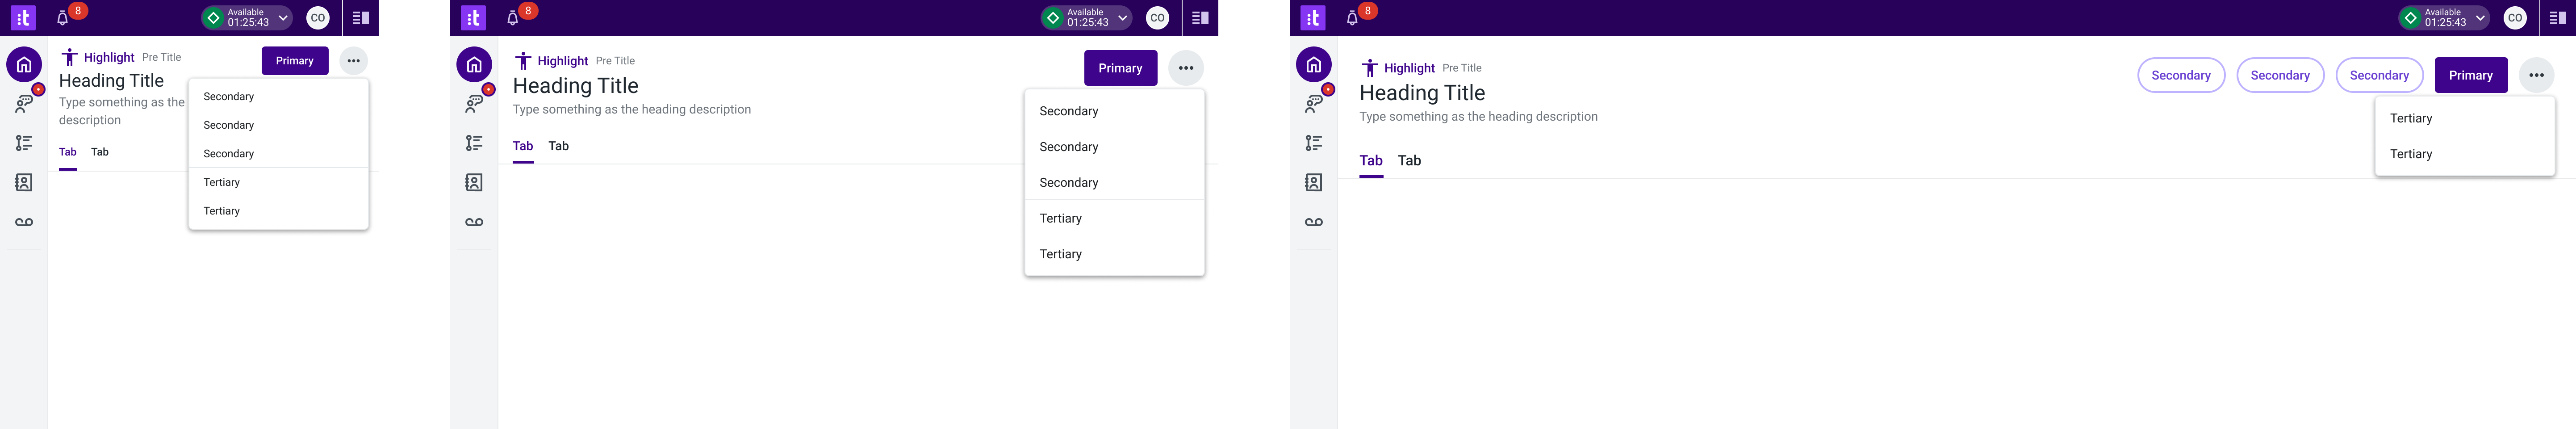 :t
8
Available
01:25:43
CO
Highlight Pre Title
Primary
Heading Title
Type something as the
description
Tab Tab
Secondary
Secondary
Secondary
Tertiary
Tertiary
:t
8
Available
01:25:43
CO
Highlight Pre Title
Primary
Heading Title
Type something as the heading description
Tab Tab
Secondary
Secondary
Secondary
Tertiary
Tertiary
:t
8
Available
01:25:43
CO
Highlight Pre Title
Secondary Secondary Secondary Primary
Heading Title
Type something as the heading description
Tab Tab
Tertiary
Tertiary